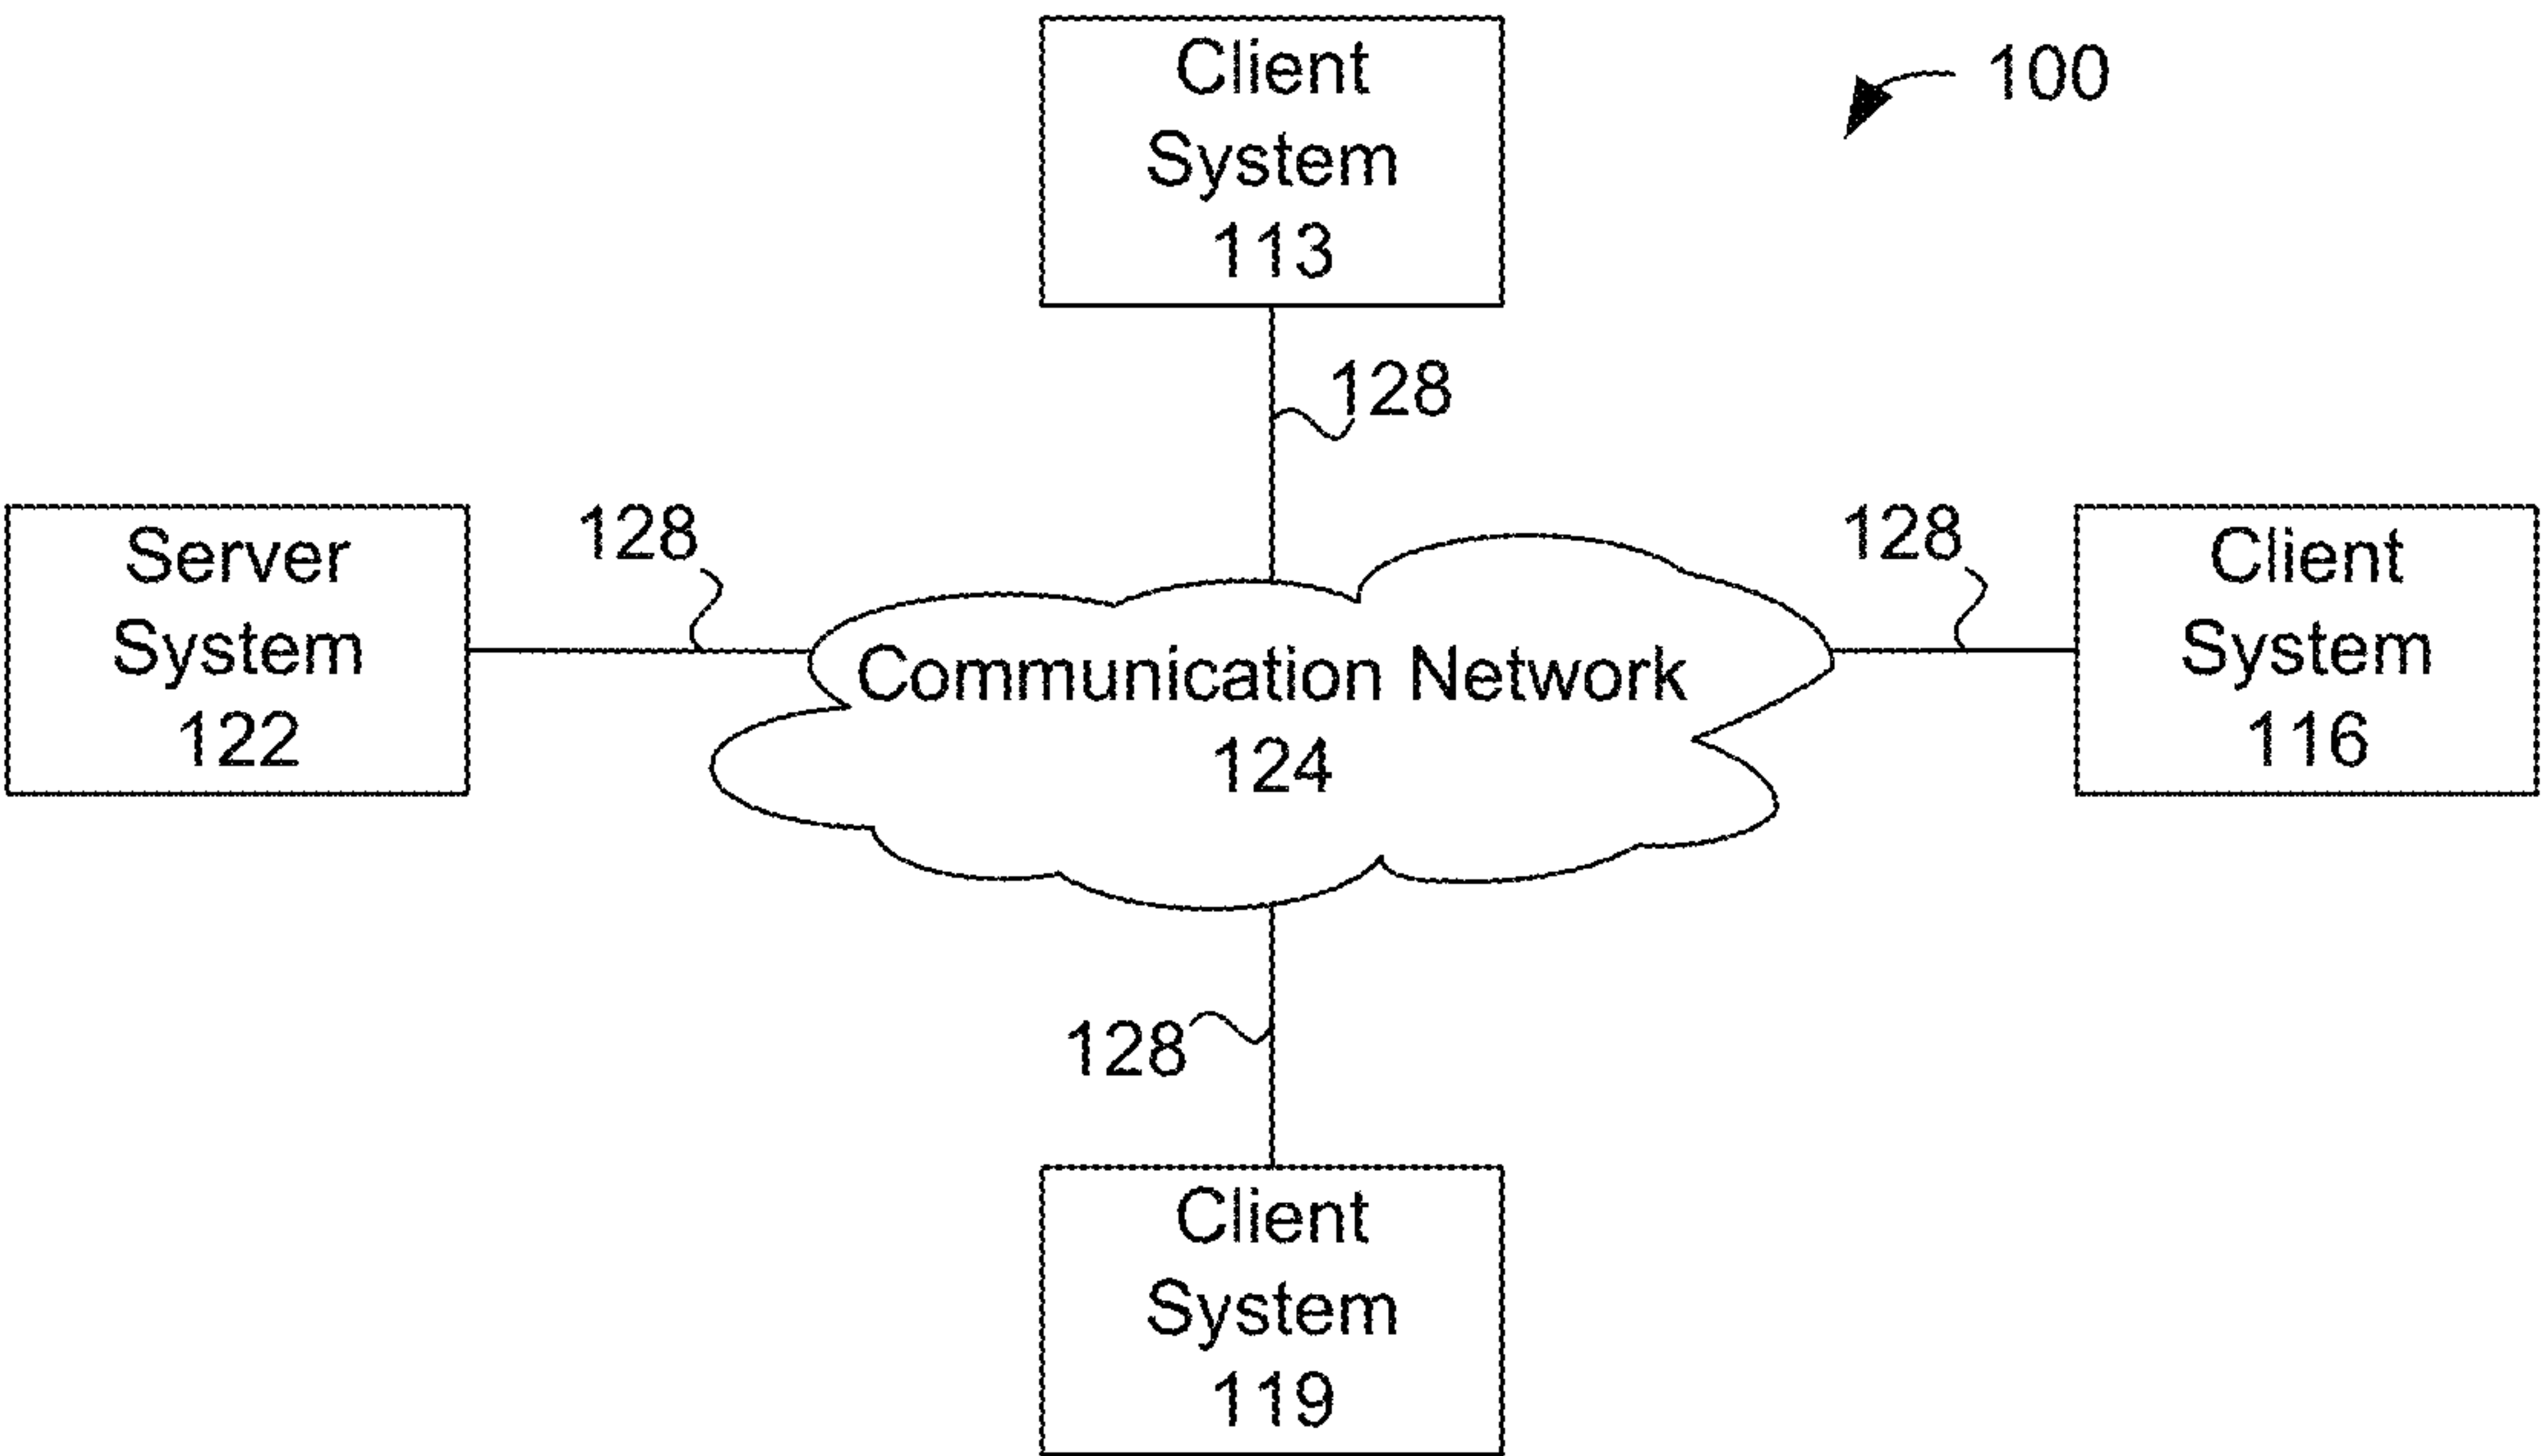 Client
System
113
100
128
Server
System
122
128
Communication Network
124
128
Client
System
116
128
Client
System
119